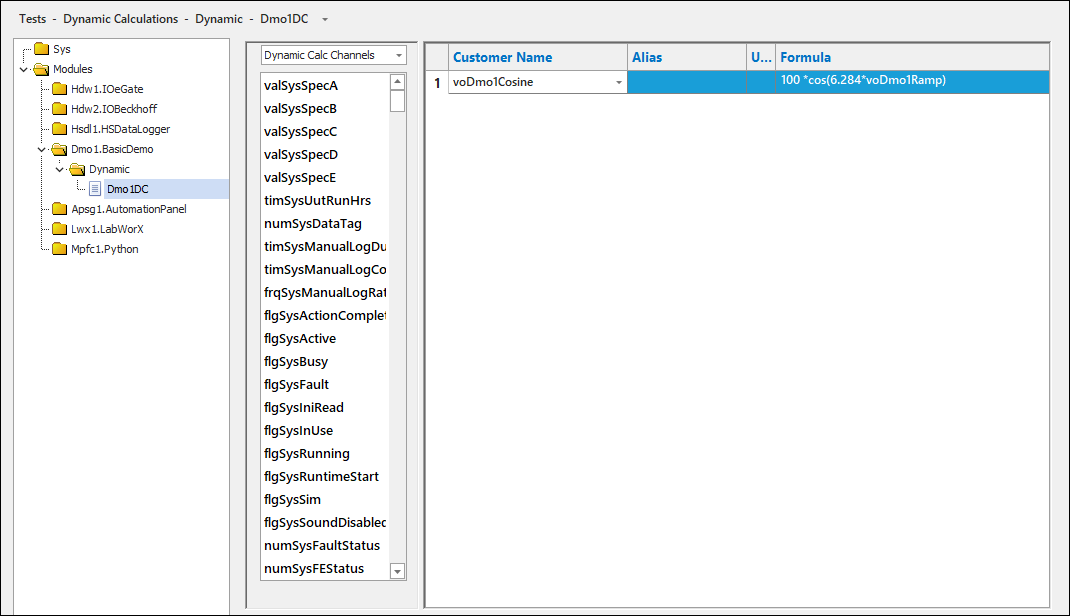 Tests - Dynamic Calculations - Dynamic - Dmo1DC
Sys
Modules
Hdw1.IOeGate
Hdw2.IOBeckhoff
Hsdl1.HSDataLogger
Dmo1.BasicDemo
Dynamic
Dmo1DC
Apsg1.AutomationPanel
Lwx1.LabWorX
Mpfc1.Python
Dynamic Calc Channels
valSysSpecA
valSysSpecB
valSysSpecC
valSysSpecD
valSysSpecE
timSysUutRunHrs
numSysDataTag
timSysManualLogDu
timSysManualLogCo
frqSysManualLogRat
flgSysActionComplet
flgSysActive
flgSysBusy
flgSysFault
flgSysIniRead
flgSysInUse
flgSysRunning
flgSysRuntimeStart
flgSysSim
flgSysSoundDisabled
numSysFaultStatus
numSysFEStatus
Customer Name Alias U... Formula
1 voDmo1Cosine 100 *cos(6.284*voDmo1Ramp)